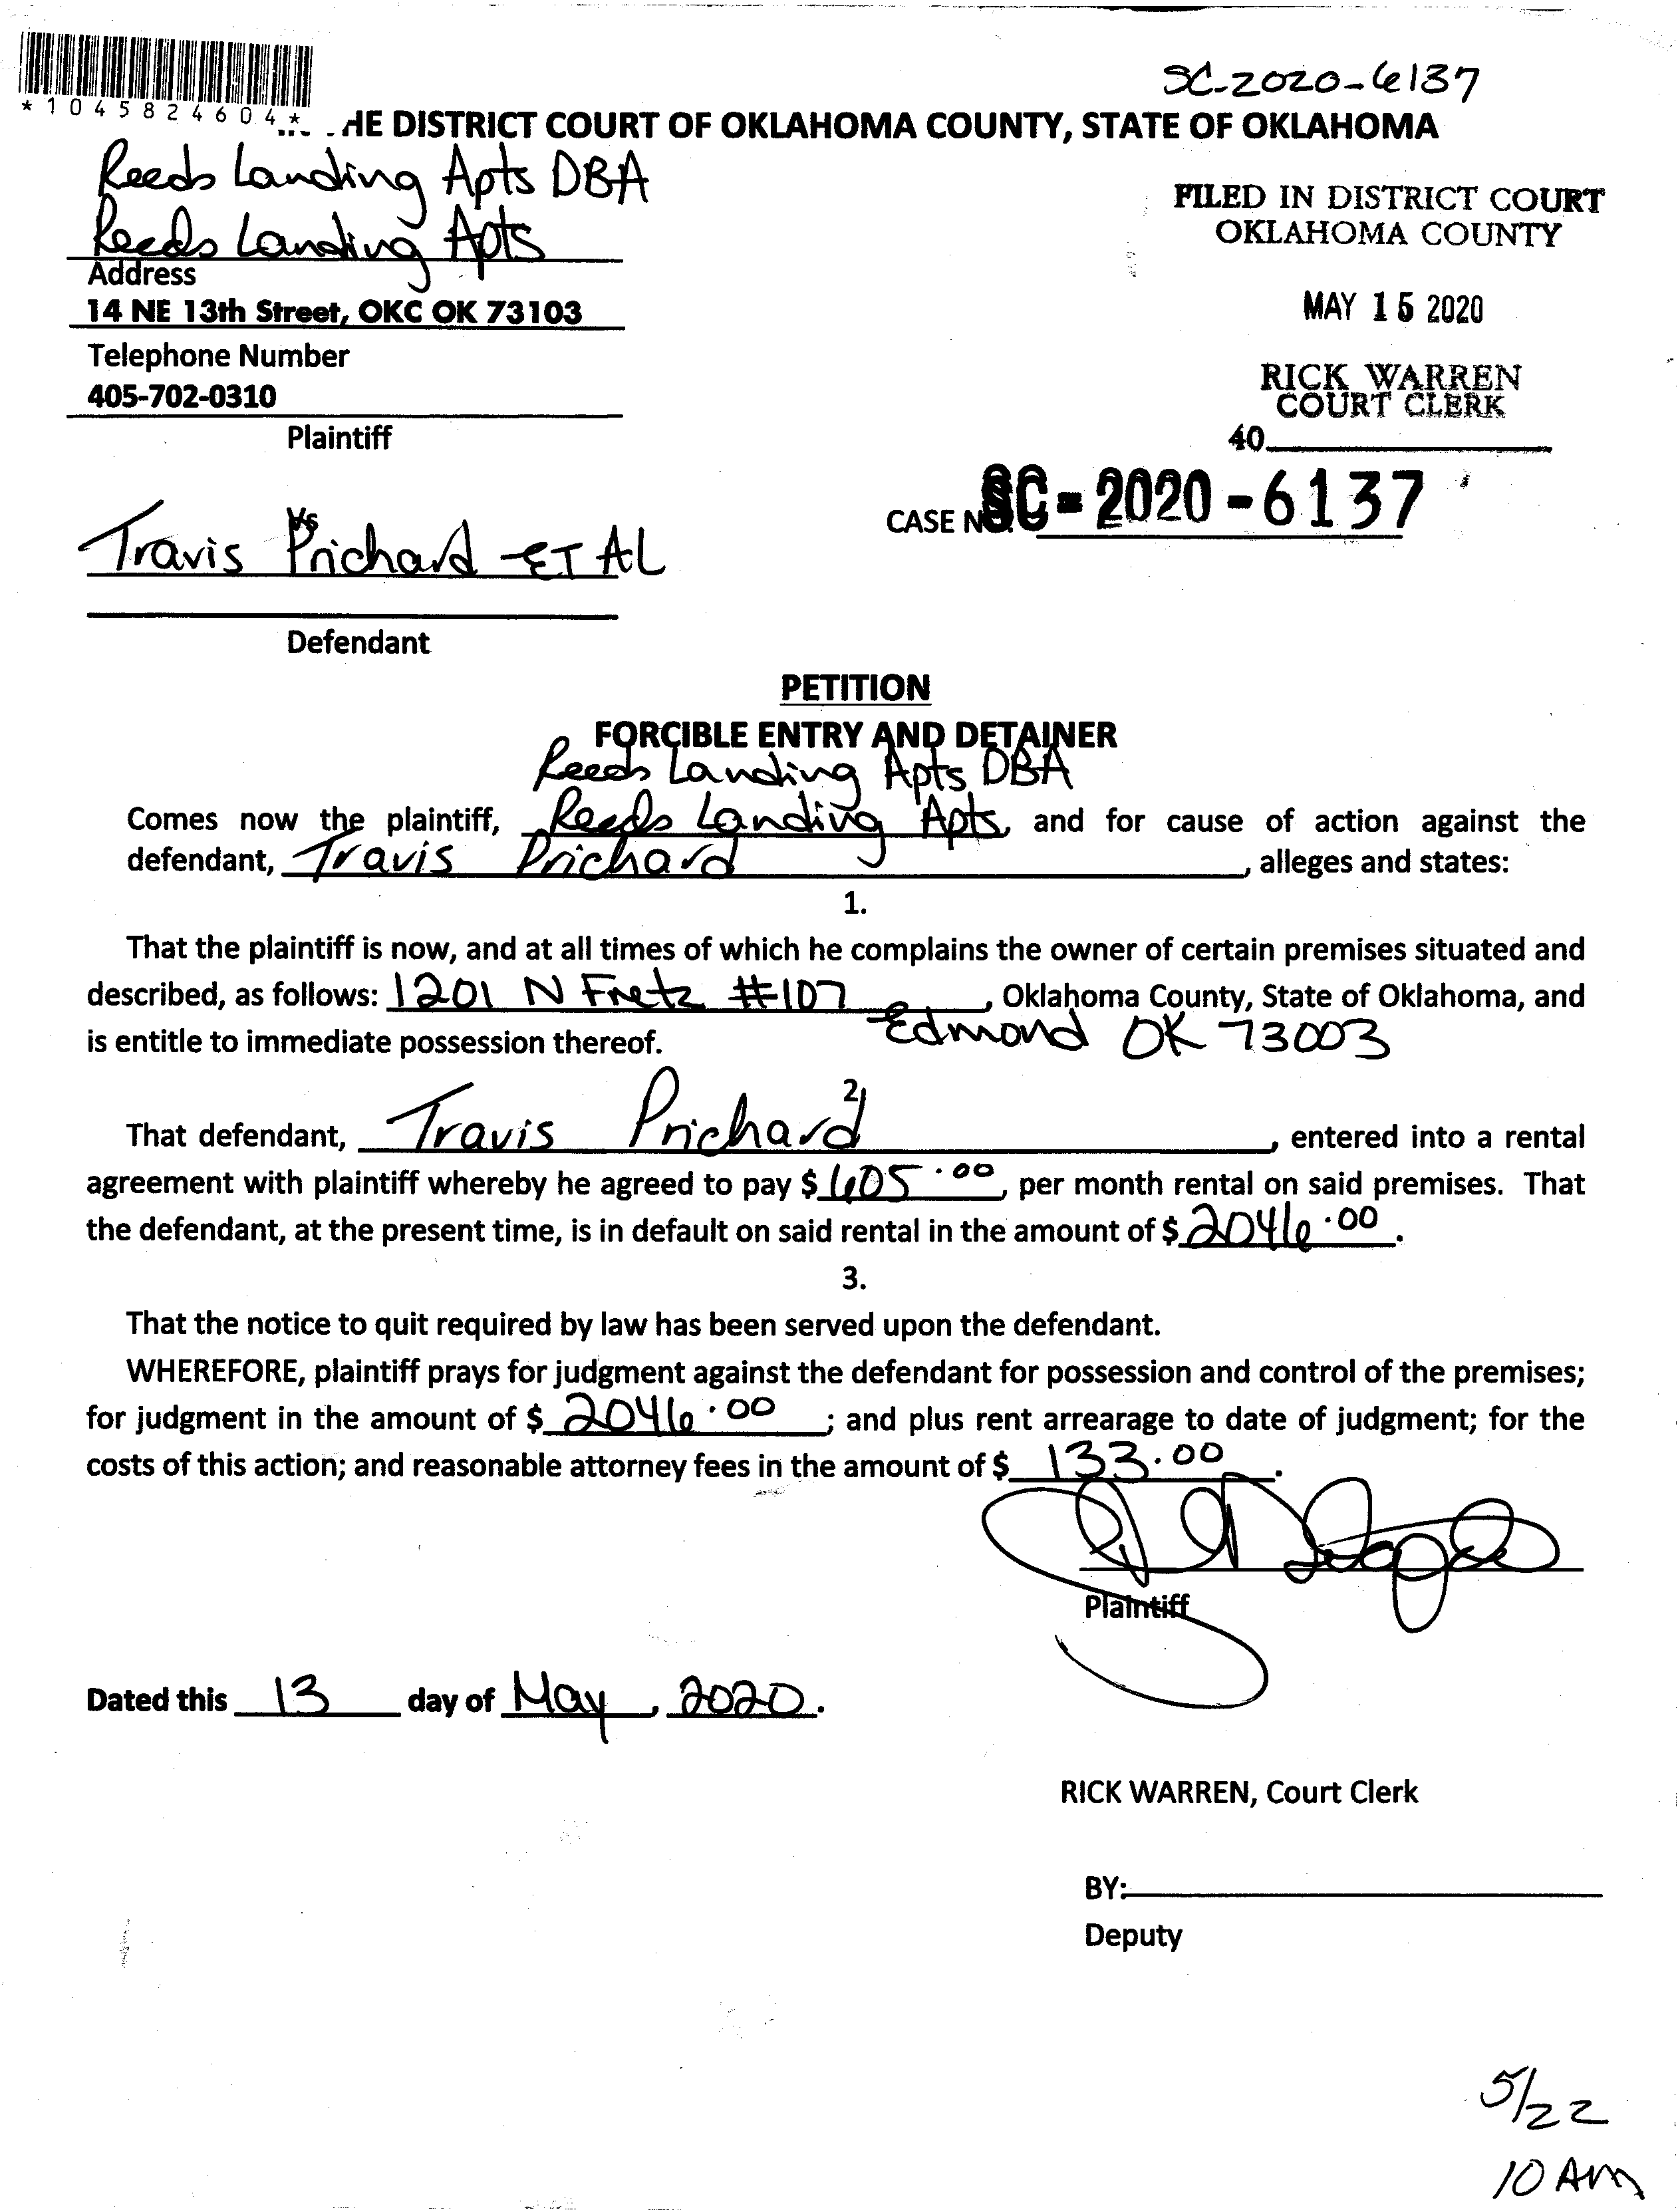 SC-2020-6137
*1045824604*
HE DISTRICT COURT OF OKLAHOMA COUNTY, STATE OF OKLAHOMA
Reeds Landing Apts DBA
Reeds Landing Apts
Address
14 NE 13th Street, OKC OK 73103
Telephone Number
405-702-0310
Plaintiff
FILED IN DISTRICT COURT
OKLAHOMA COUNTY
MAY 15 2020
RICK WARREN
COURT CLERK
40
CASE NO. SC-2020-6137
Vs
Travis Prichard ET AL
Defendant
PETITION
FORCIBLE ENTRY AND DETAINER
Reeds Landing Apts DBA
Comes now the plaintiff, Reeds Landing Apts, and for cause of action against the
defendant, Travis Prichard, alleges and states:
1.
That the plaintiff is now, and at all times of which he complains the owner of certain premises situated and
described, as follows: 1201 N Fretz #107, Oklahoma County, State of Oklahoma, and
Edmond OK 73003
is entitle to immediate possession thereof.
2.
That defendant, Travis Prichard, entered into a rental
agreement with plaintiff whereby he agreed to pay $ 605.00, per month rental on said premises. That
the defendant, at the present time, is in default on said rental in the amount of $ 2046.00.
3.
That the notice to quit required by law has been served upon the defendant.
WHEREFORE, plaintiff prays for judgment against the defendant for possession and control of the premises;
for judgment in the amount of $ 2046.00; and plus rent arrearage to date of judgment; for the
costs of this action; and reasonable attorney fees in the amount of $ 133.00.
Plaintiff
Dated this 13 day of May, 2020.
RICK WARREN, Court Clerk
BY:
Deputy
5/22
10 AM